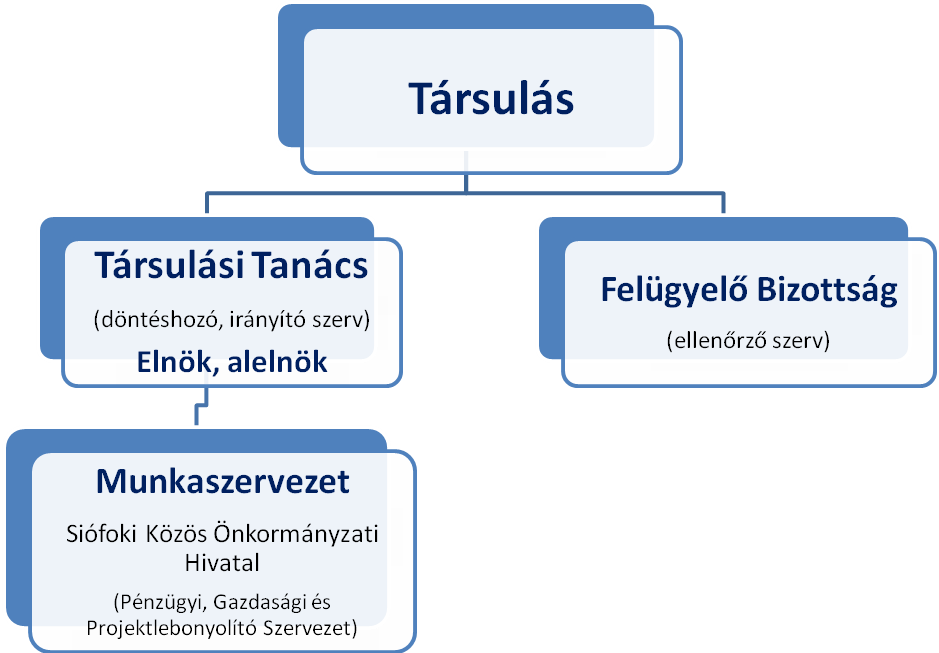 Társulás
Társulási Tanács
(döntéshozó, irányító szerv)
Elnök, alelnök
Felügyelő Bizottság
(ellenőrző szerv)
Munkaszervezet
Siófoki Közös Önkormányzati
Hivatal
(Pénzügyi, Gazdasági és
Projektlebonyolító Szervezet)